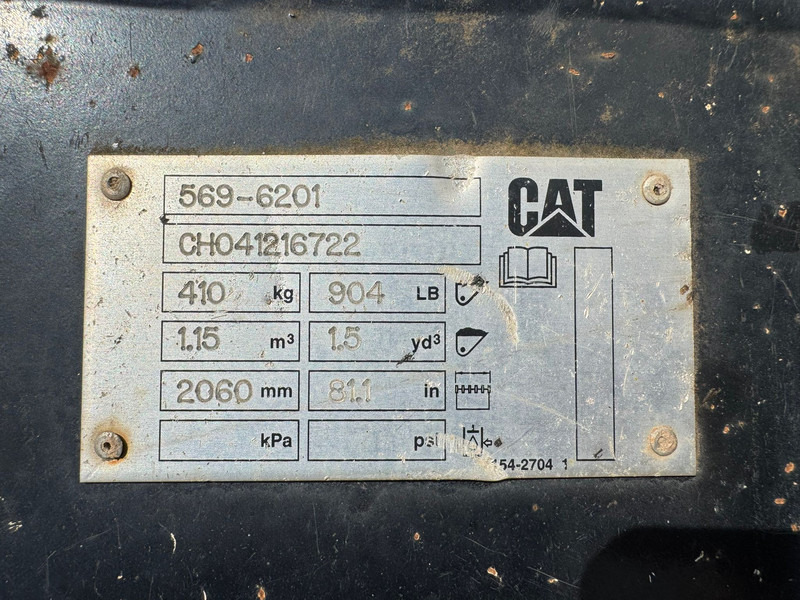 569-6201
CAT
CH041216722
410 kg 904 LB
1.15 m³ 1.5 yd³
2060 mm 81.1 in
kPa psi
154-2704 1